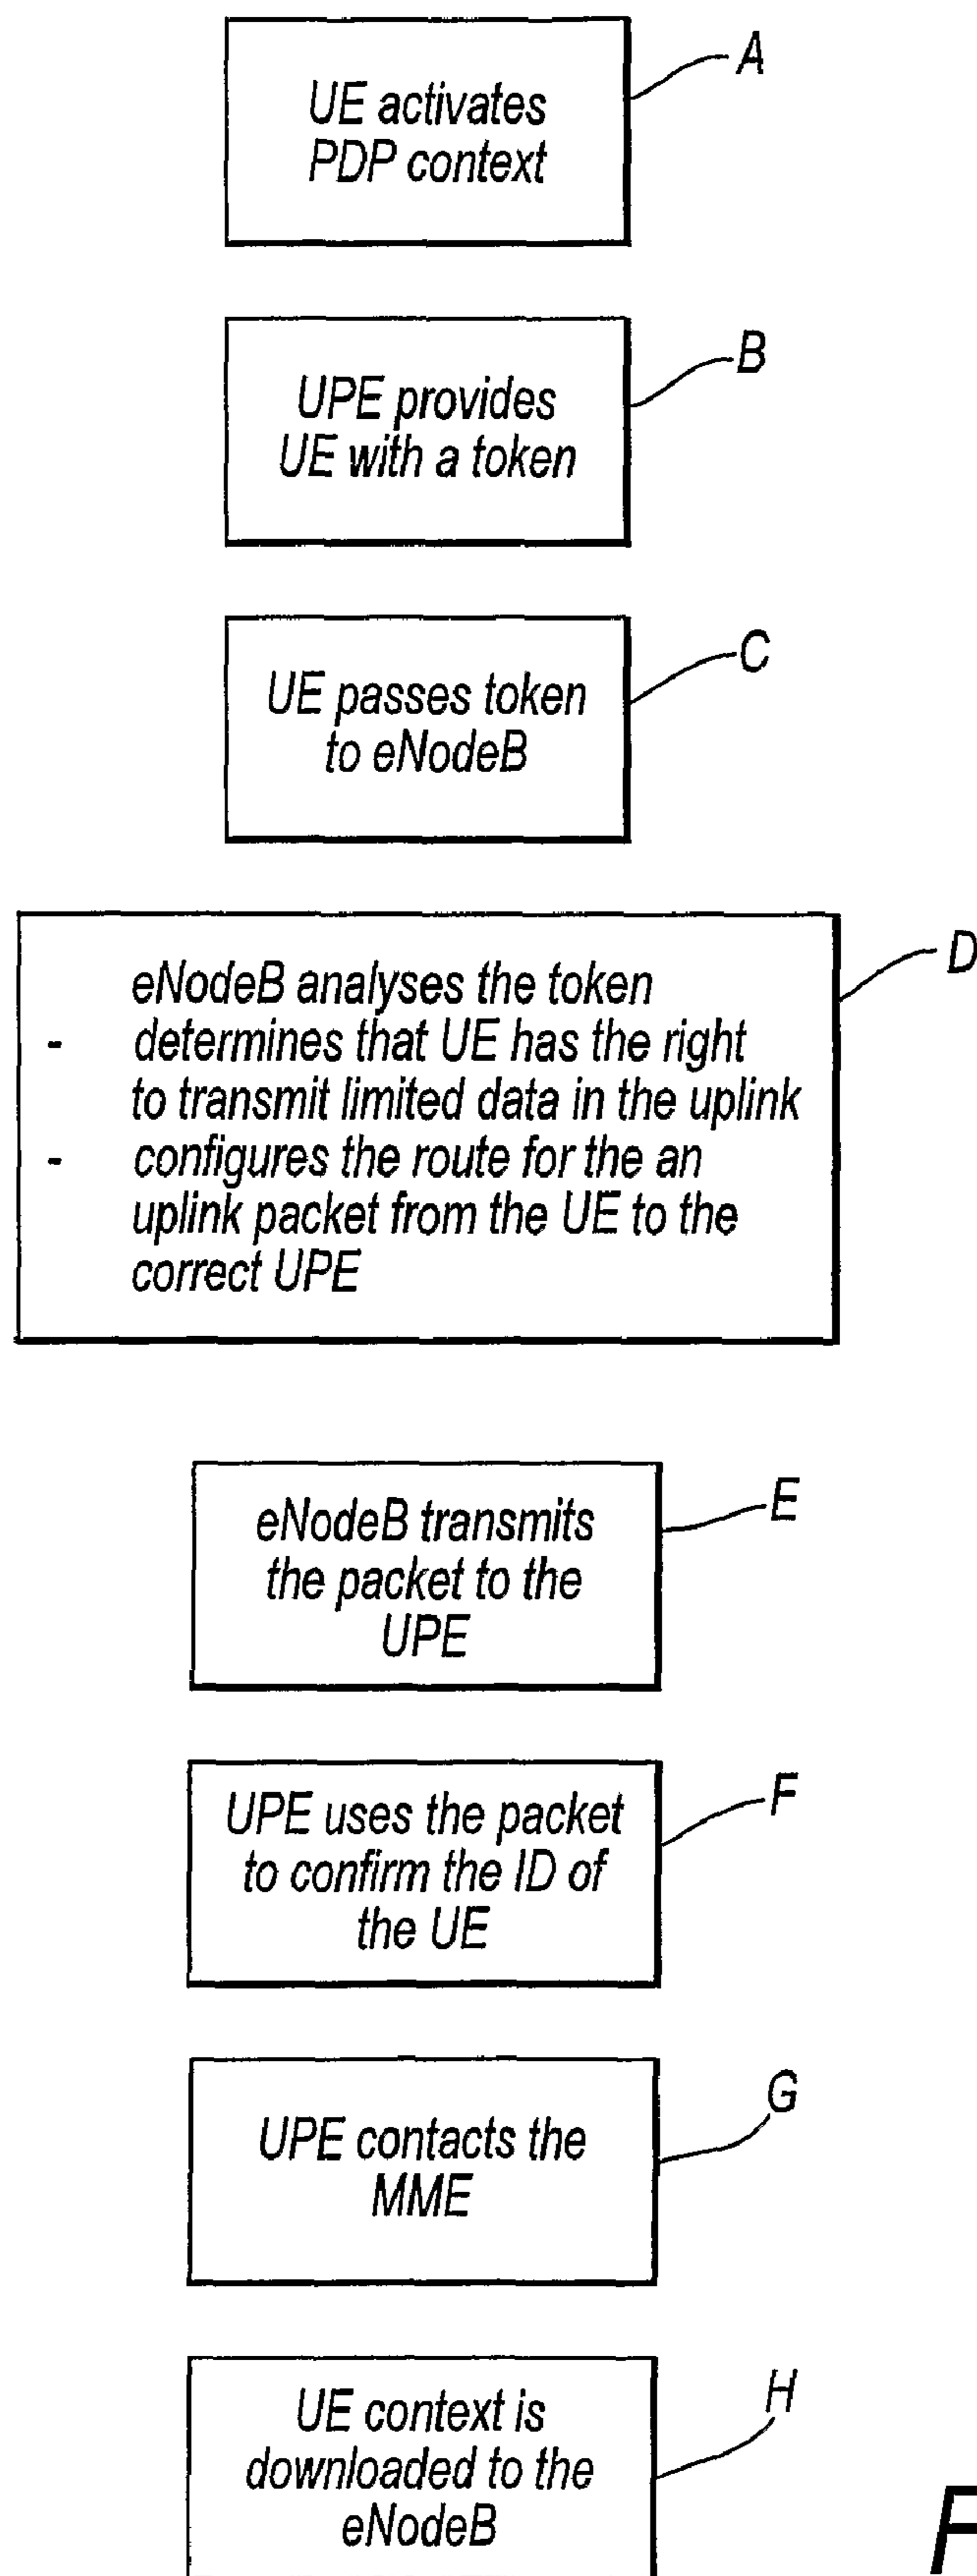 A
UE activates
PDP context
B
UPE provides
UE with a token
C
UE passes token
to eNodeB
D
eNodeB analyses the token
- determines that UE has the right
to transmit limited data in the uplink
- configures the route for the an
uplink packet from the UE to the
correct UPE
E
eNodeB transmits
the packet to the
UPE
F
UPE uses the packet
to confirm the ID of
the UE
G
UPE contacts the
MME
H
UE context is
downloaded to the
eNodeB
F